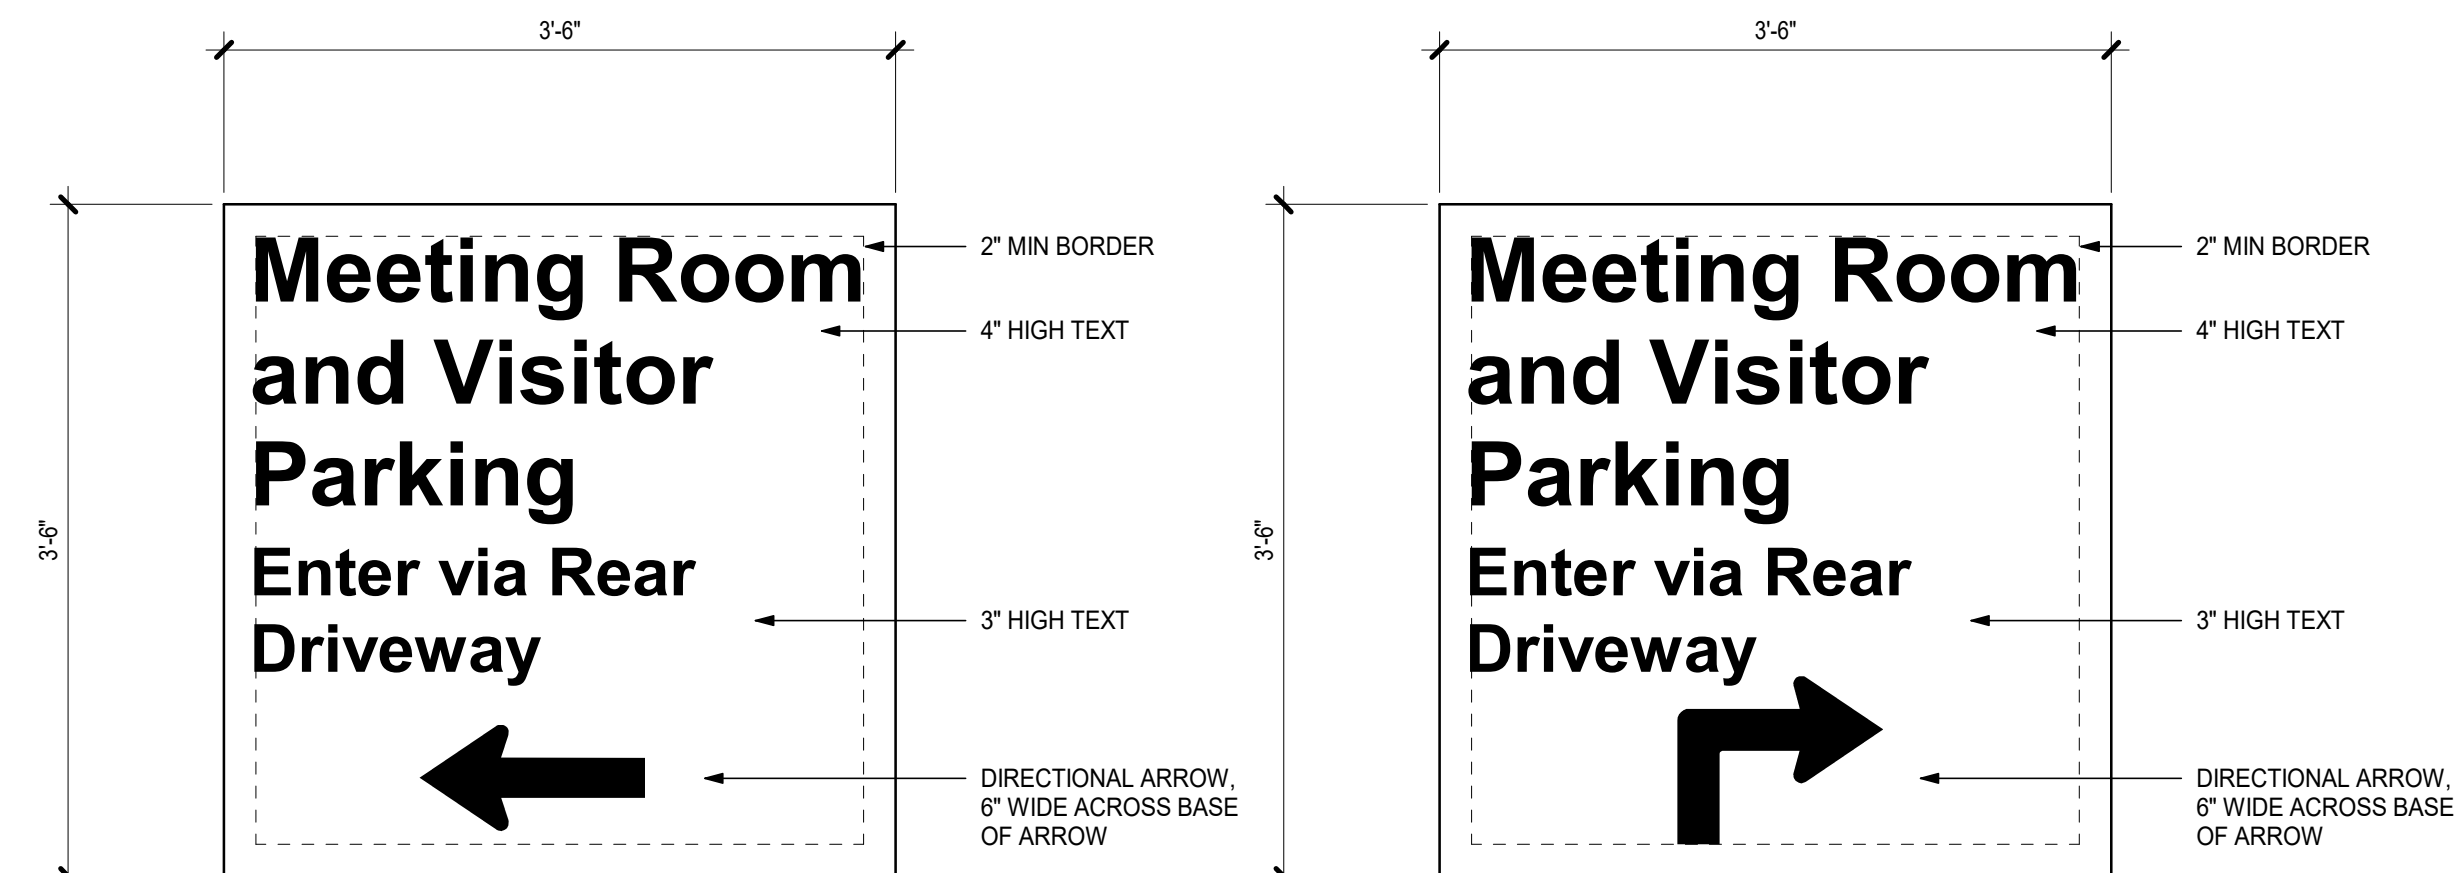 3'-6"
3'-6"
Meeting Room
and Visitor
Parking
Enter via Rear
Driveway
3'-6"
2" MIN BORDER
4" HIGH TEXT
3" HIGH TEXT
DIRECTIONAL ARROW,
6" WIDE ACROSS BASE
OF ARROW
Meeting Room
and Visitor
Parking
Enter via Rear
Driveway
3'-6"
2" MIN BORDER
4" HIGH TEXT
3" HIGH TEXT
DIRECTIONAL ARROW,
6" WIDE ACROSS BASE
OF ARROW